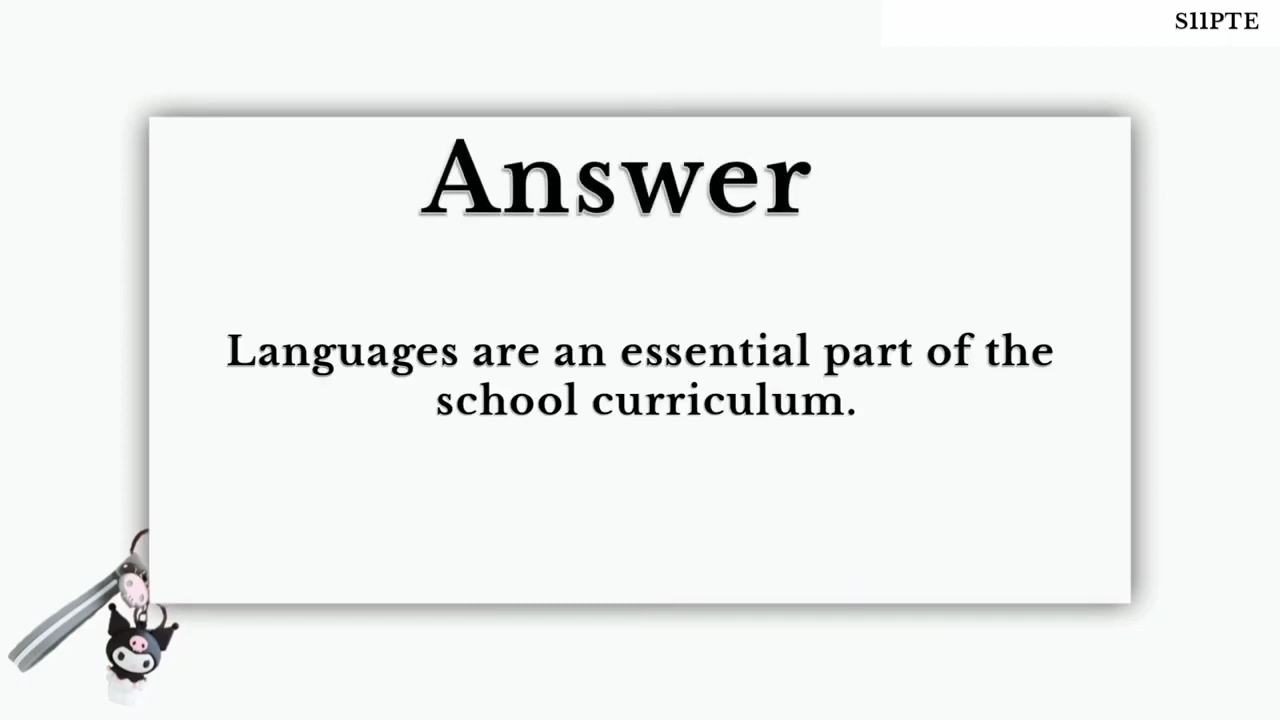 S11PTE
Answer
Languages are an essential part of the
school curriculum.